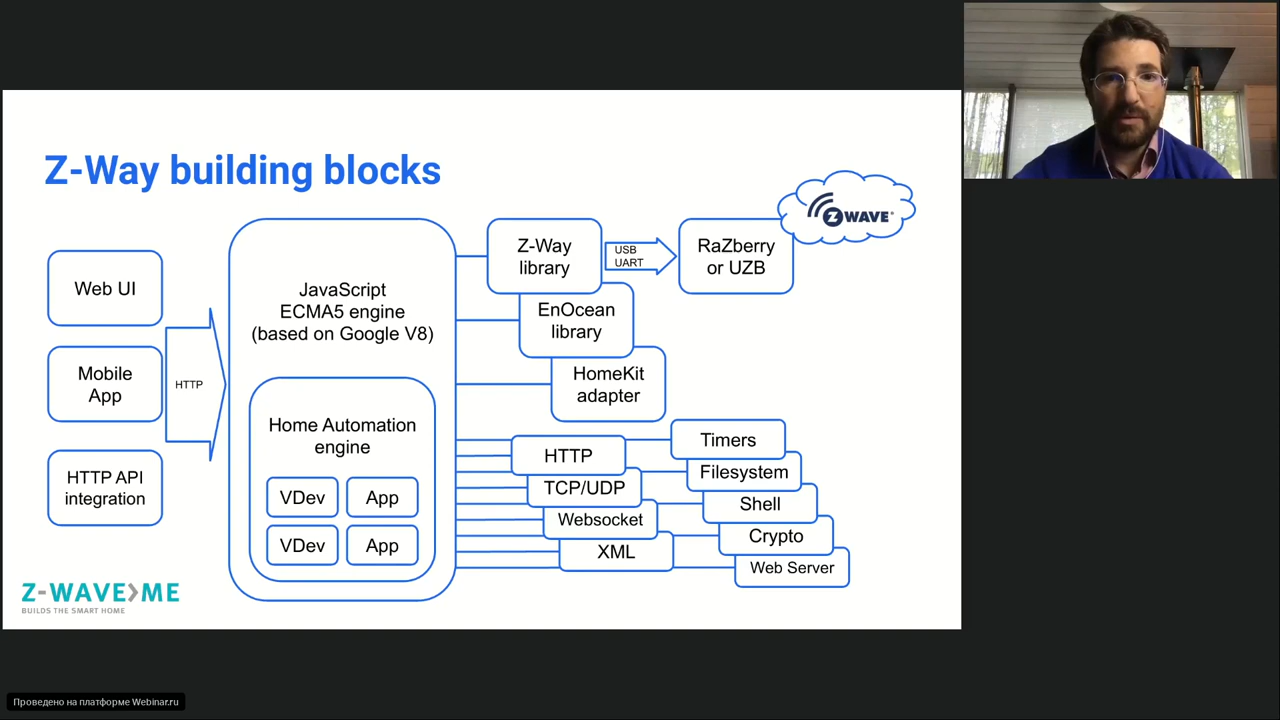 Z-Way building blocks
Web UI
Mobile
App
HTTP API
integration
HTTP
JavaScript
ECMA5 engine
(based on Google V8)
Home Automation
engine
VDev
App
VDev
App
Z-Way
library
USB
UART
RaZberry
or UZB
Z WAVE®
EnOcean
library
HomeKit
adapter
HTTP
TCP/UDP
Websocket
XML
Timers
Filesystem
Shell
Crypto
Web Server
Z-WAVE>ME
BUILDS THE SMART HOME
Проведено на платформе Webinar.ru